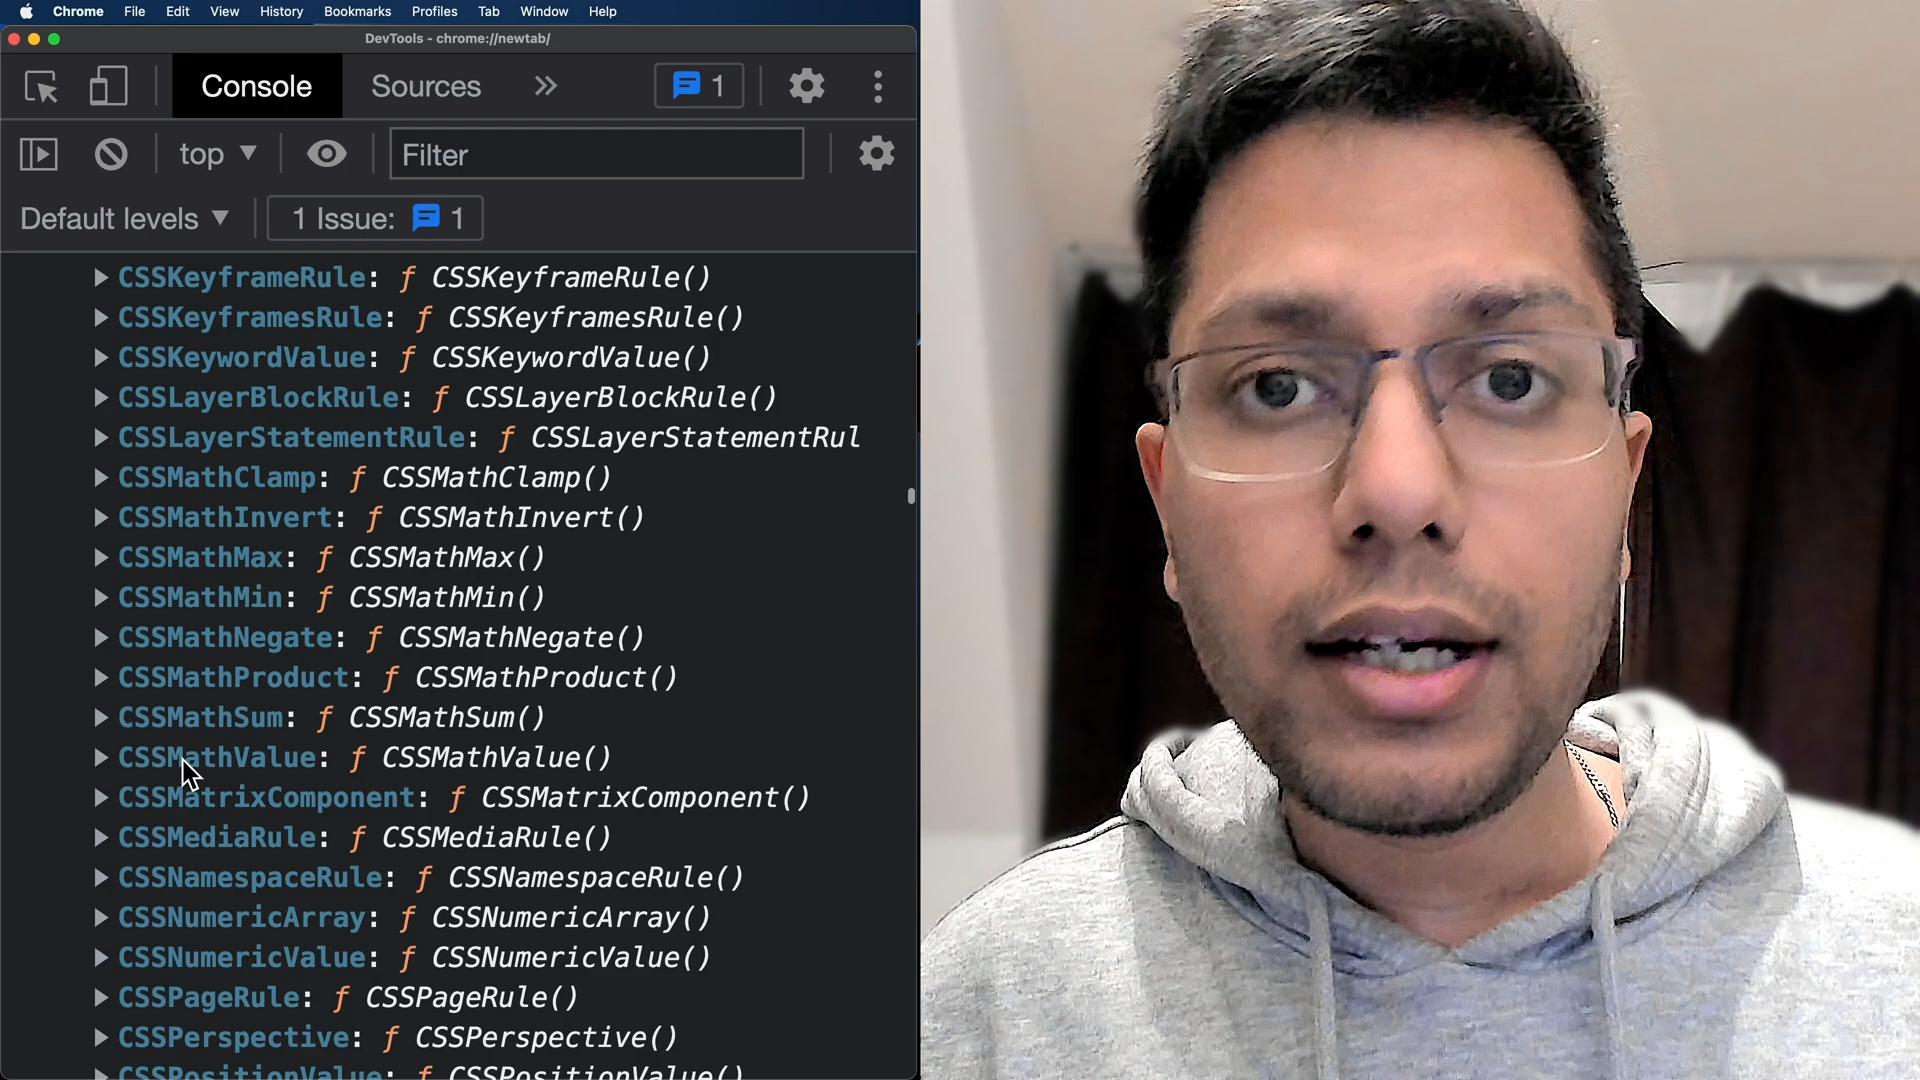 Chrome File Edit View History Bookmarks Profiles Tab Window Help
DevTools - chrome://newtab/
Console Sources 1
top Filter
Default levels 1 Issue: 1
CSSKeyframeRule: ƒ CSSKeyframeRule()
CSSKeyframesRule: ƒ CSSKeyframesRule()
CSSKeywordValue: ƒ CSSKeywordValue()
CSSLayerBlockRule: ƒ CSSLayerBlockRule()
CSSLayerStatementRule: ƒ CSSLayerStatementRul
CSSMathClamp: ƒ CSSMathClamp()
CSSMathInvert: ƒ CSSMathInvert()
CSSMathMax: ƒ CSSMathMax()
CSSMathMin: ƒ CSSMathMin()
CSSMathNegate: ƒ CSSMathNegate()
CSSMathProduct: ƒ CSSMathProduct()
CSSMathSum: ƒ CSSMathSum()
CSSMathValue: ƒ CSSMathValue()
CSSMatrixComponent: ƒ CSSMatrixComponent()
CSSMediaRule: ƒ CSSMediaRule()
CSSNamespaceRule: ƒ CSSNamespaceRule()
CSSNumericArray: ƒ CSSNumericArray()
CSSNumericValue: ƒ CSSNumericValue()
CSSPageRule: ƒ CSSPageRule()
CSSPerspective: ƒ CSSPerspective()
CSSPositionValue: ƒ CSSPositionValue()